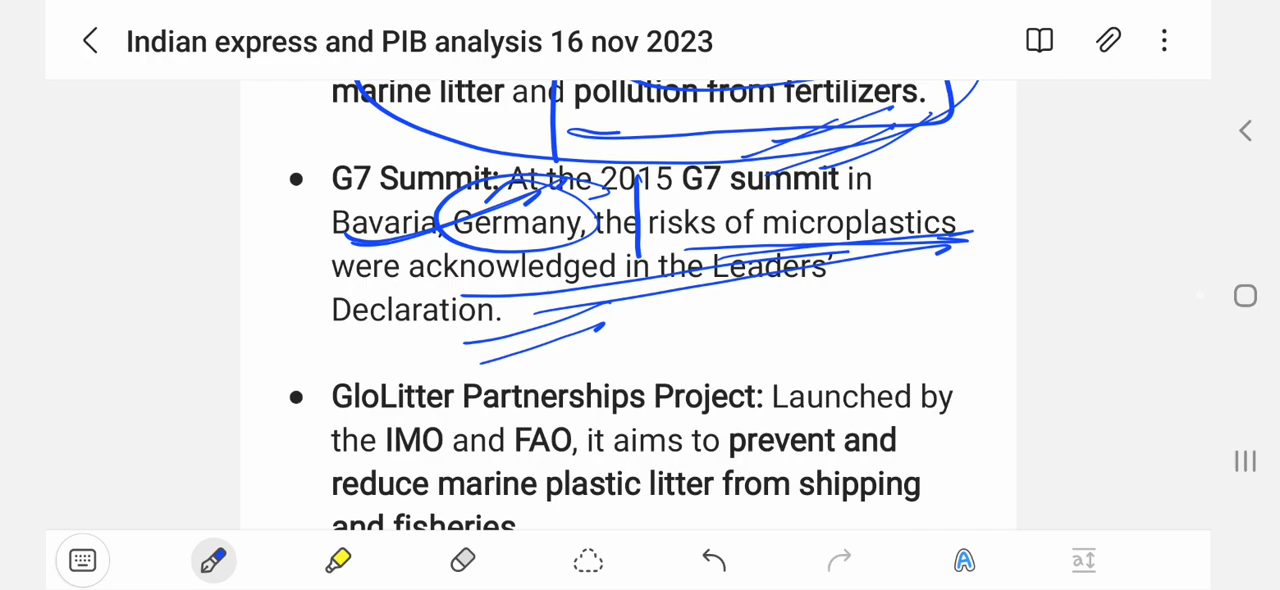 Indian express and PIB analysis 16 nov 2023
marine litter and pollution from fertilizers.
● G7 Summit: At the 2015 G7 summit in
Bavaria, Germany, the risks of microplastics
were acknowledged in the Leaders’
Declaration.
● GloLitter Partnerships Project: Launched by
the IMO and FAO, it aims to prevent and
reduce marine plastic litter from shipping
and fisheries